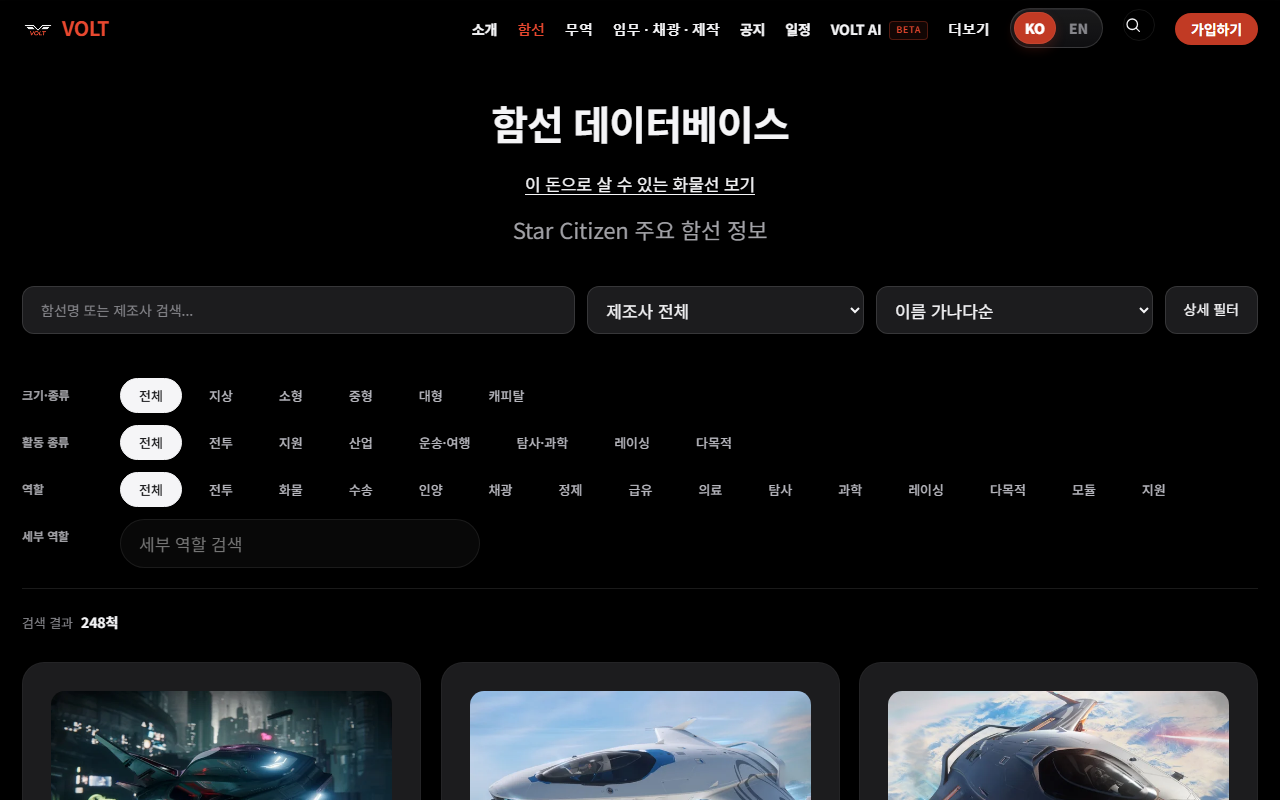 VOLT VOLT 소개 함선 무역 임무 · 채광 · 제작 공지 일정 VOLT AI BETA 더보기 KO EN 가입하기
함선 데이터베이스
이 돈으로 살 수 있는 화물선 보기
Star Citizen 주요 함선 정보
함선명 또는 제조사 검색... 제조사 전체 이름 가나다순 상세 필터
크기·종류 전체 지상 소형 중형 대형 캐피탈
활동 종류 전체 전투 지원 산업 운송·여행 탐사·과학 레이싱 다목적
역할 전체 전투 화물 수송 인양 채광 정제 급유 의료 탐사 과학 레이싱 다목적 모듈 지원
세부 역할 세부 역할 검색
검색 결과 248척